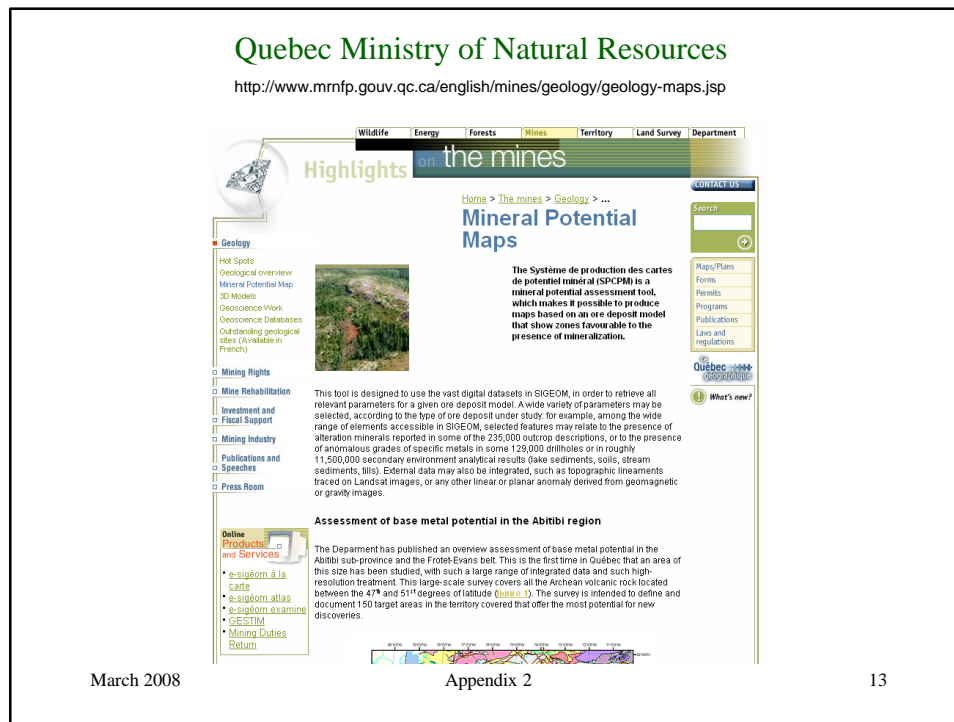 Quebec Ministry of Natural Resources
http://www.mrnfp.gouv.qc.ca/english/mines/geology/geology-maps.jsp
Wildlife Energy Forests Mines Territory Land Survey Department
Highlights on the mines
CONTACT US
Home > The mines > Geology > ...
Mineral Potential
Maps
Search
Geology
Hot Spots
Geological overview
Mineral Potential Map
3D Models
Geoscience Work
Geoscience Databases
Outstanding geological
sites (Available in
French)
Mining Rights
Mine Rehabilitation
Investment and
Fiscal Support
Mining Industry
Publications and
Speeches
Press Room
The Système de production des cartes
de potentiel minéral (SPCPM) is a
mineral potential assessment tool,
which makes it possible to produce
maps based on an ore deposit model
that show zones favourable to the
presence of mineralization.
Maps/Plans
Forms
Permits
Programs
Publications
Laws and
regulations
Le
Québec
géographique
What's new?
This tool is designed to use the vast digital datasets in SIGEOM, in order to retrieve all
relevant parameters for a given ore deposit model. A wide variety of parameters may be
selected, according to the type of ore deposit under study: for example, among the wide
range of elements accessible in SIGEOM, selected features may relate to the presence of
alteration minerals reported in some of the 235,000 outcrop descriptions, or to the presence
of anomalous grades of specific metals in some 129,000 drillholes or in roughly
11,500,000 secondary environment analytical results (lake sediments, soils, stream
sediments, tills). External data may also be integrated, such as topographic lineaments
traced on Landsat images, or any other linear or planar anomaly derived from geomagnetic
or gravity images.
Assessment of base metal potential in the Abitibi region
The Deparment has published an overview assessment of base metal potential in the
Abitibi sub-province and the Frotet-Evans belt. This is the first time in Québec that an area of
this size has been studied, with such a large range of integrated data and such high-
resolution treatment. This large-scale survey covers all the Archean volcanic rock located
between the 47th and 51st degrees of latitude (figure 1). The survey is intended to define and
document 150 target areas in the territory covered that offer the most potential for new
discoveries.
Online
Products
and Services
• e-sigéom à la
carte
• e-sigéom atlas
• e-sigéom examine
• GESTIM
• Mining Duties
Return
March 2008 Appendix 2 13